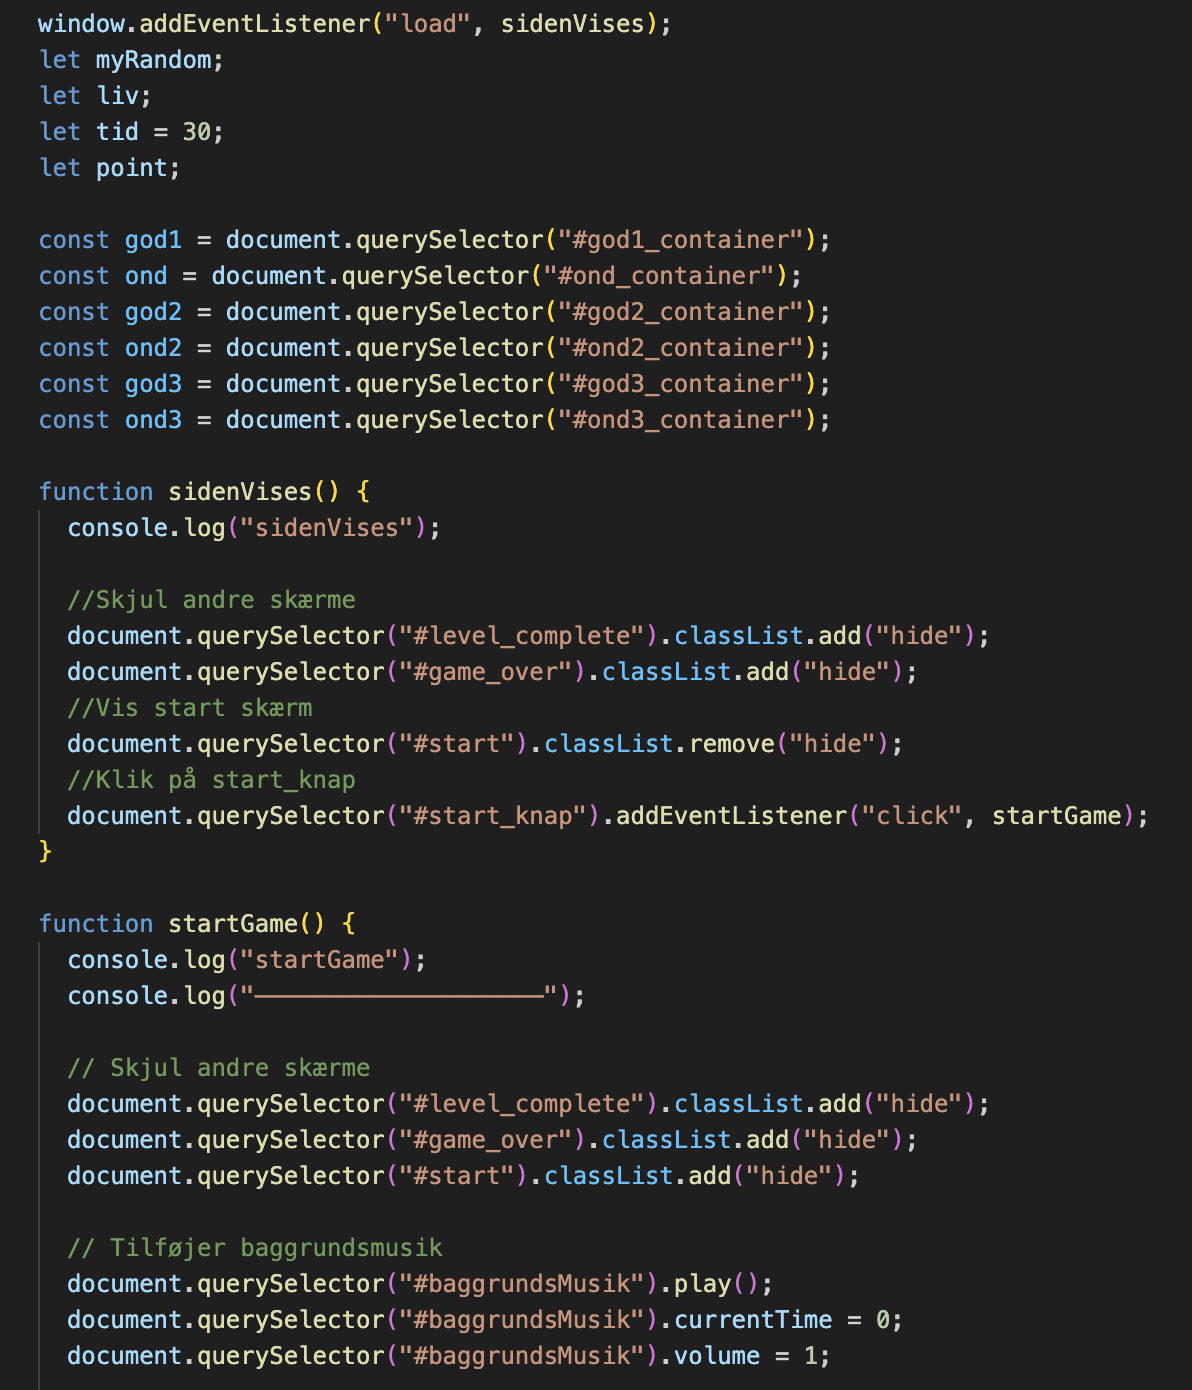 window.addEventListener("load", sidenVises);
let myRandom;
let liv;
let tid = 30;
let point;

const god1 = document.querySelector("#god1_container");
const ond = document.querySelector("#ond_container");
const god2 = document.querySelector("#god2_container");
const ond2 = document.querySelector("#ond2_container");
const god3 = document.querySelector("#god3_container");
const ond3 = document.querySelector("#ond3_container");

function sidenVises() {
  console.log("sidenVises");

  //Skjul andre skærme
  document.querySelector("#level_complete").classList.add("hide");
  document.querySelector("#game_over").classList.add("hide");
  //Vis start skærm
  document.querySelector("#start").classList.remove("hide");
  //Klik på start_knap
  document.querySelector("#start_knap").addEventListener("click", startGame);
}

function startGame() {
  console.log("startGame");
  console.log("————————————————————");

  // Skjul andre skærme
  document.querySelector("#level_complete").classList.add("hide");
  document.querySelector("#game_over").classList.add("hide");
  document.querySelector("#start").classList.add("hide");

  // Tilføjer baggrundsmusik
  document.querySelector("#baggrundsMusik").play();
  document.querySelector("#baggrundsMusik").currentTime = 0;
  document.querySelector("#baggrundsMusik").volume = 1;